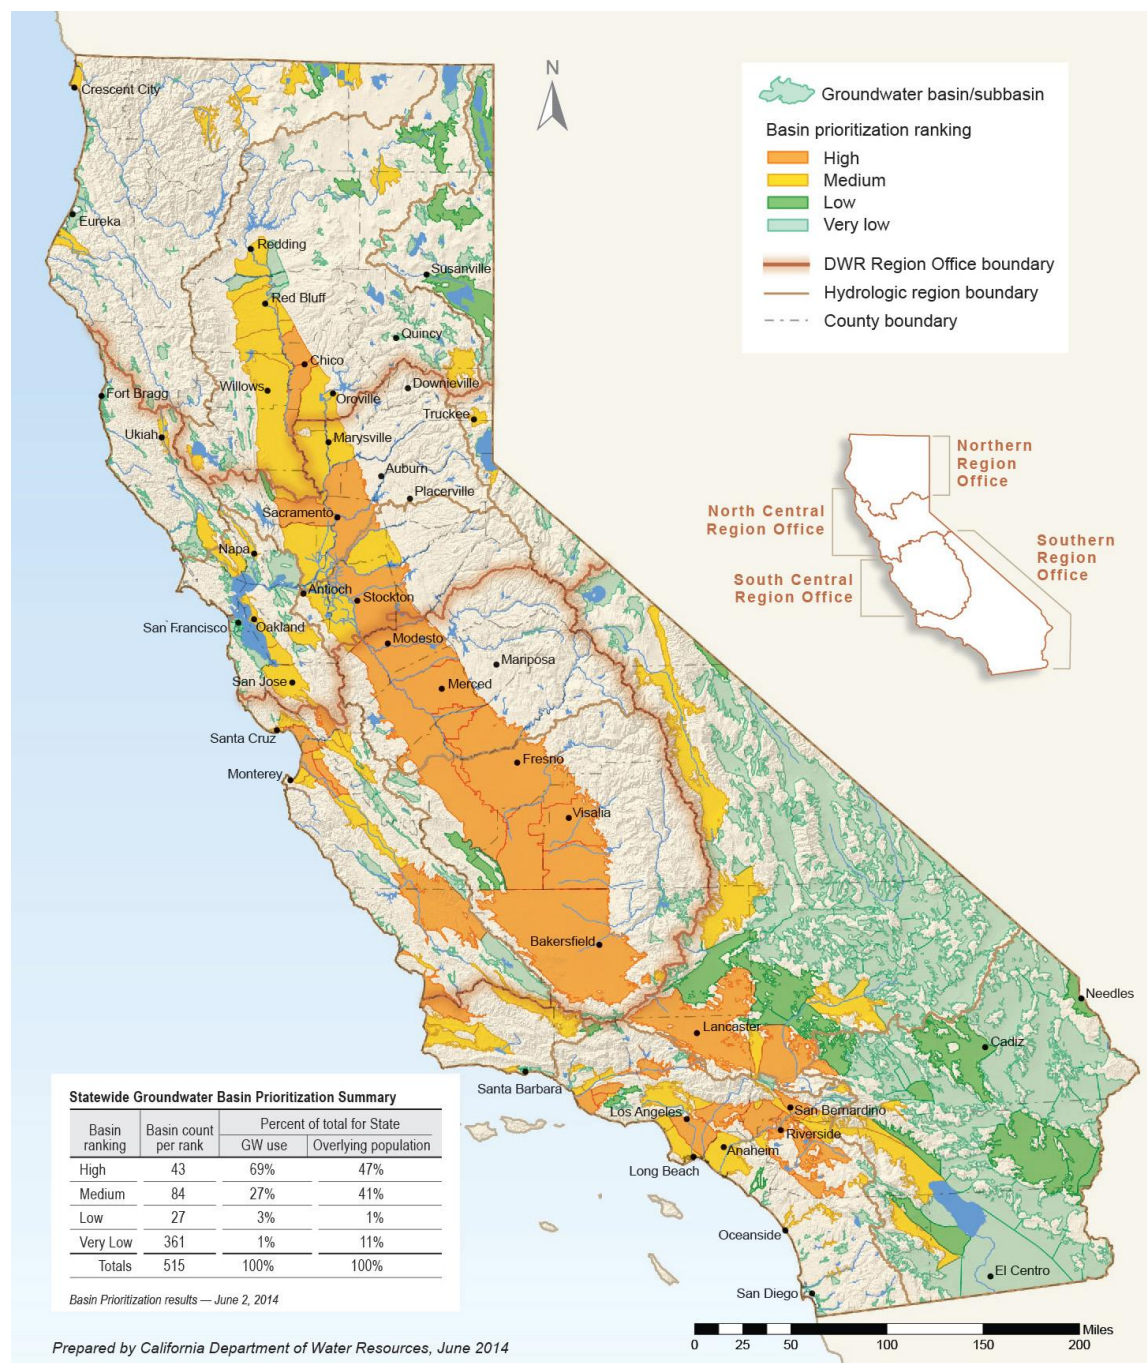 N
Groundwater basin/subbasin
Basin prioritization ranking
High
Medium
Low
Very low
DWR Region Office boundary
Hydrologic region boundary
County boundary
Crescent City
Eureka
Redding
Susanville
Red Bluff
Quincy
Chico
Willows
Oroville
Downieville
Fort Bragg
Truckee
Ukiah
Marysville
Auburn
Placerville
Sacramento
Napa
Antioch
Stockton
San Francisco
Oakland
Modesto
Mariposa
San Jose
Merced
Santa Cruz
Monterey
Fresno
Visalia
Bakersfield
Needles
Lancaster
Cadiz
Santa Barbara
San Bernardino
Los Angeles
Riverside
Anaheim
Long Beach
Oceanside
El Centro
San Diego
Northern
Region
Office
North Central
Region Office
Southern
Region
Office
South Central
Region Office
Statewide Groundwater Basin Prioritization Summary
Basin ranking Basin count per rank Percent of total for State
GW use Overlying population
High 43 69% 47%
Medium 84 27% 41%
Low 27 3% 1%
Very Low 361 1% 11%
Totals 515 100% 100%
Basin Prioritization results — June 2, 2014
Miles
0 25 50 100 150 200
Prepared by California Department of Water Resources, June 2014